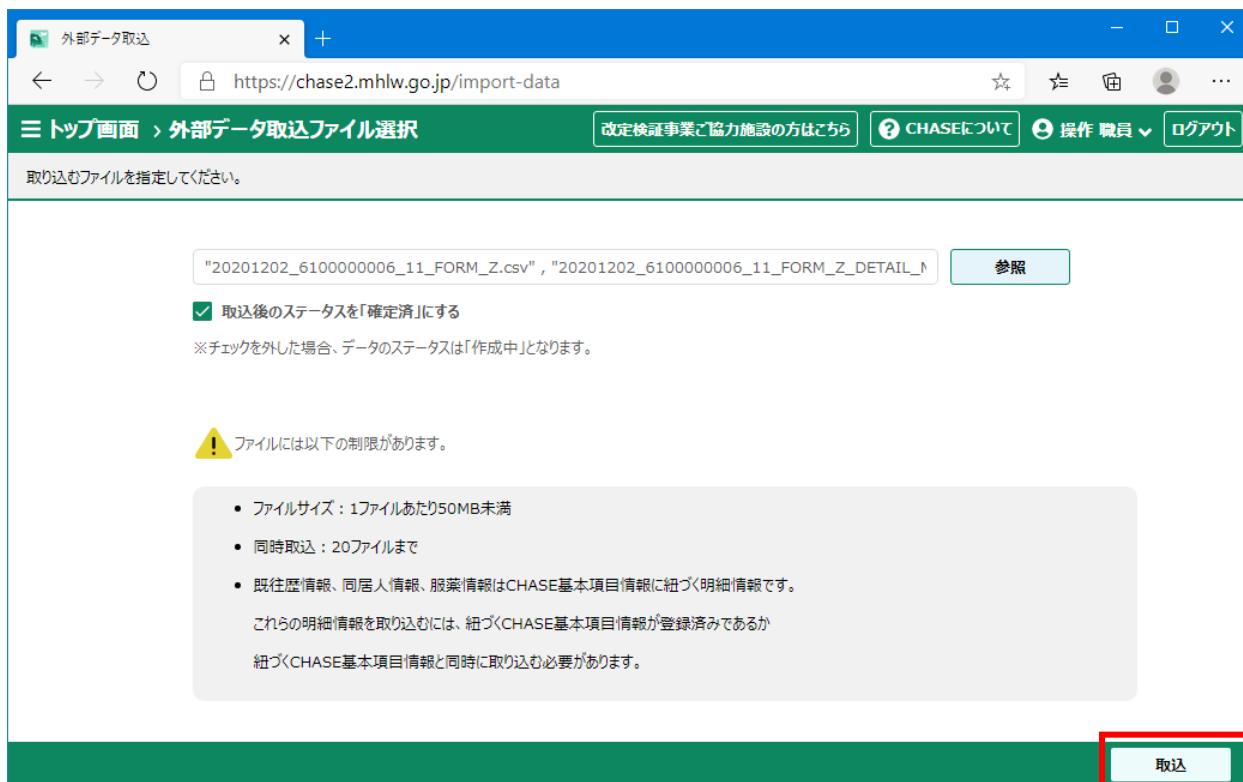 外部データ取込
https://chase2.mhlw.go.jp/import-data
トップ画面 › 外部データ取込ファイル選択
改定検証事業ご協力施設の方はこちら
? CHASEについて
操作 職員
ログアウト
取り込むファイルを指定してください。
"20201202_6100000006_11_FORM_Z.csv" , "20201202_6100000006_11_FORM_Z_DETAIL_
参照
取込後のステータスを「確定済」にする
※チェックを外した場合、データのステータスは「作成中」となります。
ファイルには以下の制限があります。
• ファイルサイズ：1ファイルあたり50MB未満
• 同時取込：20ファイルまで
• 既往歴情報、同居人情報、服薬情報はCHASE基本項目情報に紐づく明細情報です。
これらの明細情報を取り込むには、紐づくCHASE基本項目情報が登録済みであるか
紐づくCHASE基本項目情報と同時に取り込む必要があります。
取込